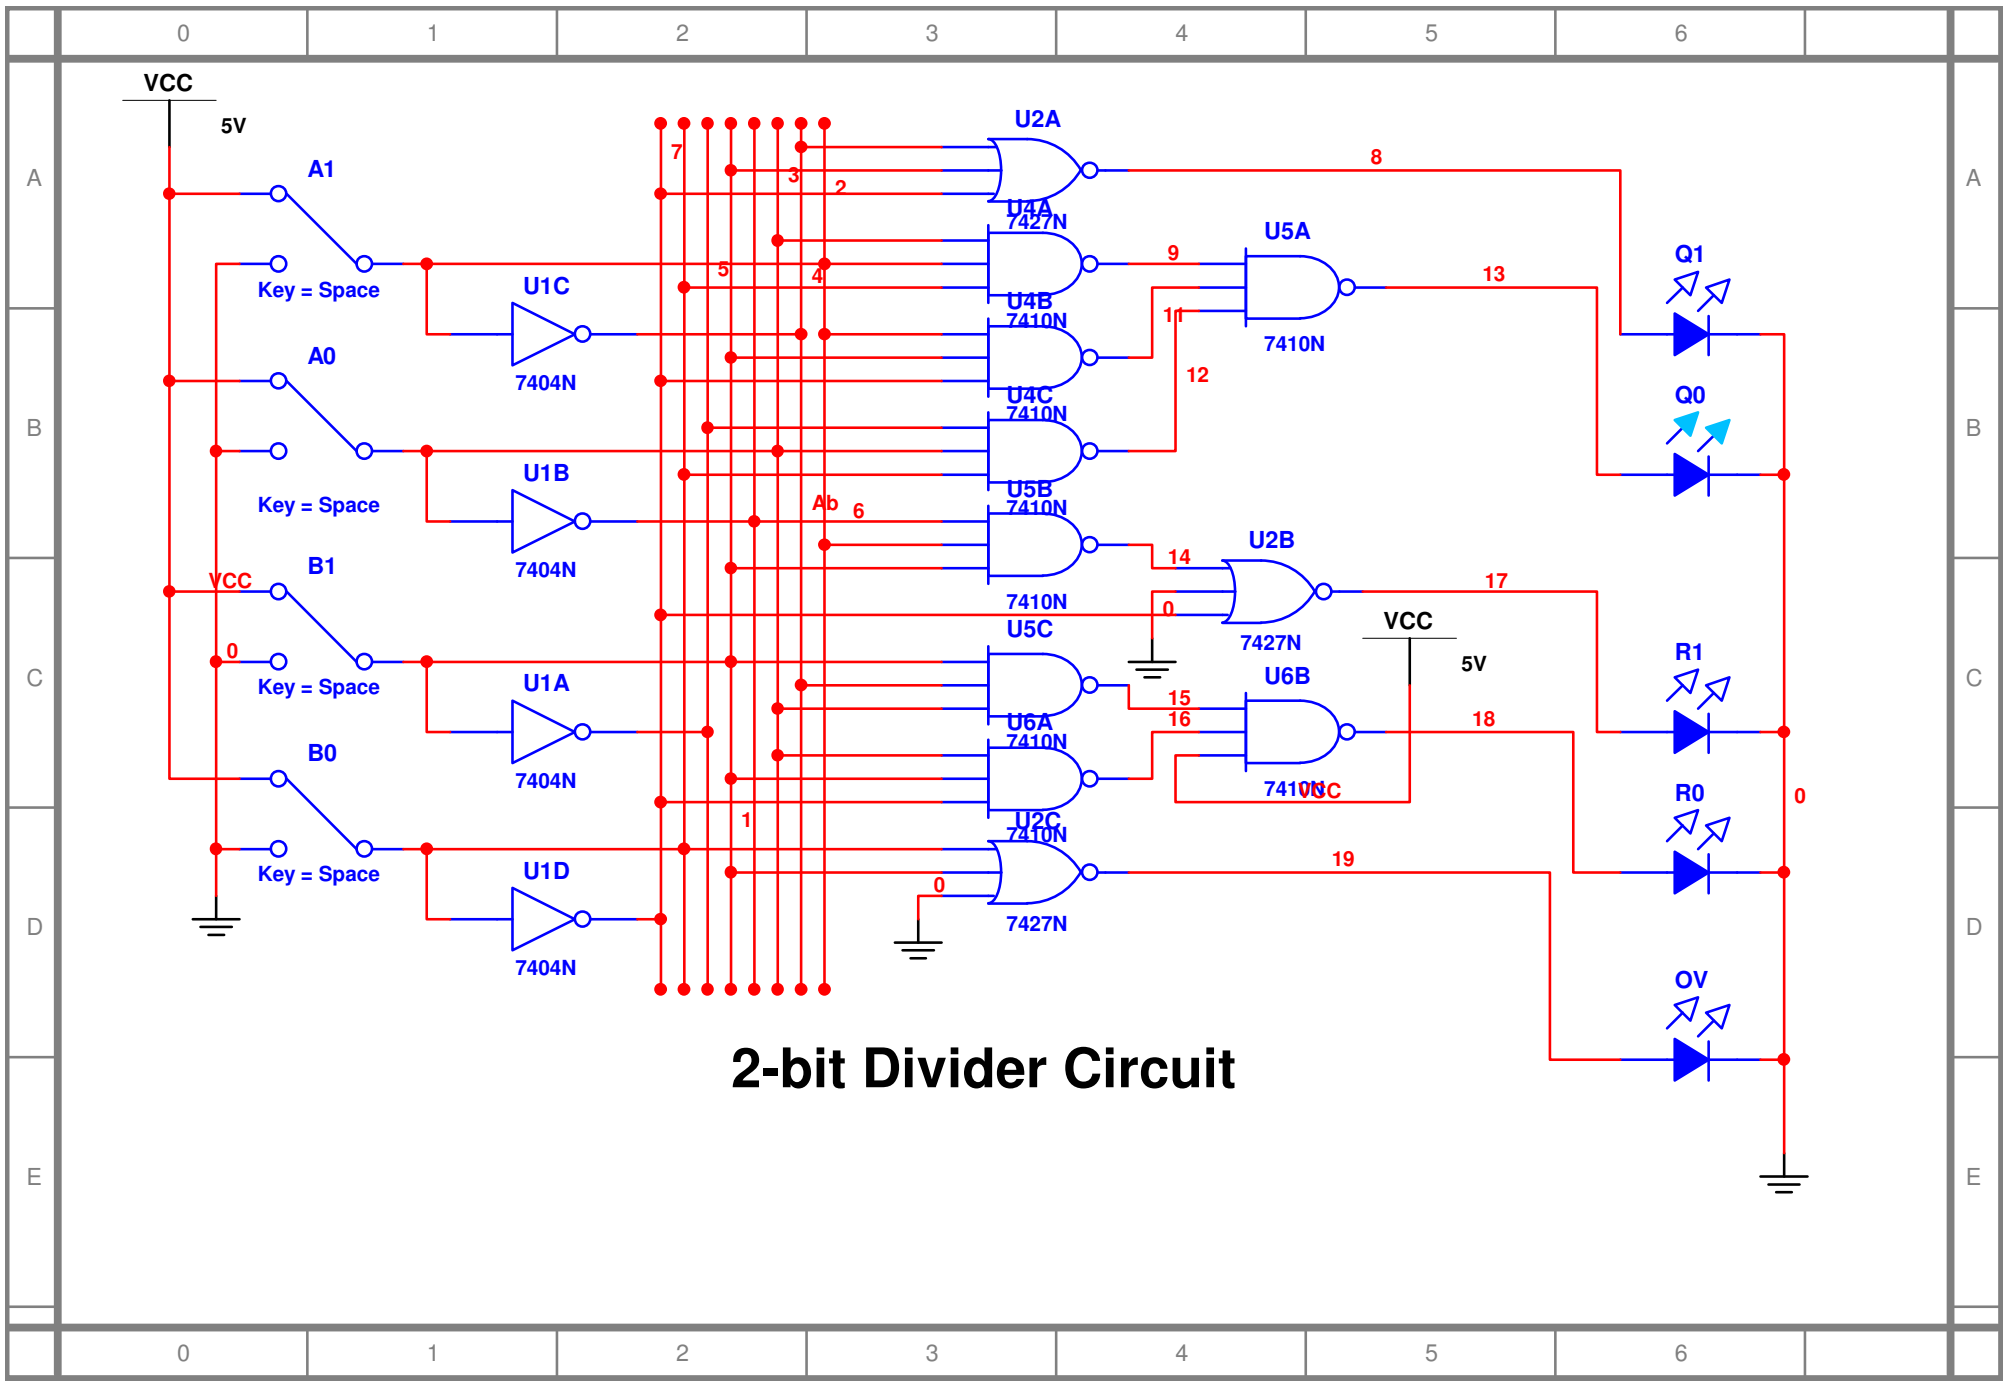 0 1 2 3 4 5 6
VCC
5V
U2A
7 8
A A1 3 2 A
U4A
7427N
U5A
9
5 4 Q1
13
Key = Space U1C
U4B
11 7410N
7410N
A0 12
7404N U4C Q0
7410N
B B
U1B
U5B
Key = Space Ab 6 7410N
U2B
14
B1 7404N
VCC 17
7410N 0
VCC
U5C 7427N
0 R1
5V
C U1A U6B C
Key = Space
15
U6A 16 18
7410N
B0
7404N 7410N
VCC R0 0
1 U2C
7410N
19
Key = Space U1D 0
D 7427N D
7404N
OV
2-bit Divider Circuit
E E
0 1 2 3 4 5 6